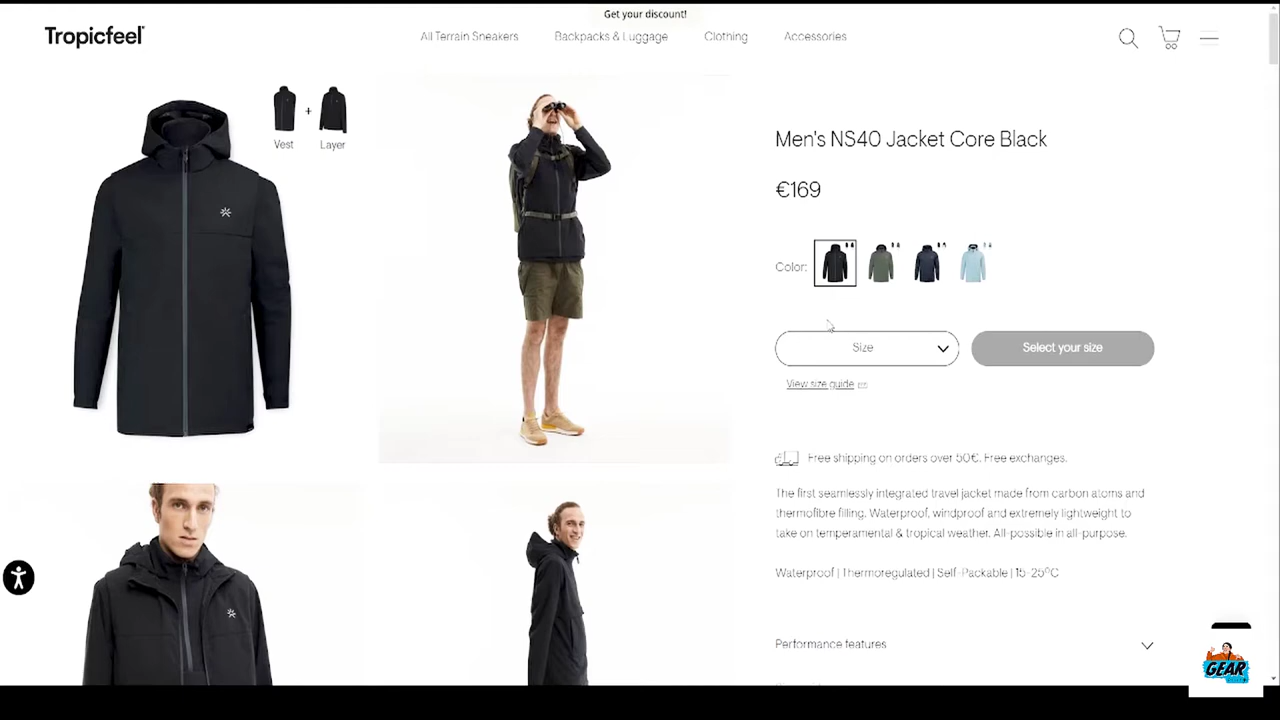 Get your discount!
Tropicfeel
All Terrain Sneakers
Backpacks & Luggage
Clothing
Accessories
Vest
+
Layer
Men's NS40 Jacket Core Black
€169
Color:
Size
Select your size
View size guide
Free shipping on orders over 50€. Free exchanges.
The first seamlessly integrated travel jacket made from carbon atoms and
thermofibre filling. Waterproof, windproof and extremely lightweight to
take on temperamental & tropical weather. All-possible in all-purpose.
Waterproof | Thermoregulated | Self-Packable | 15-25ºC
Performance features
GEAR